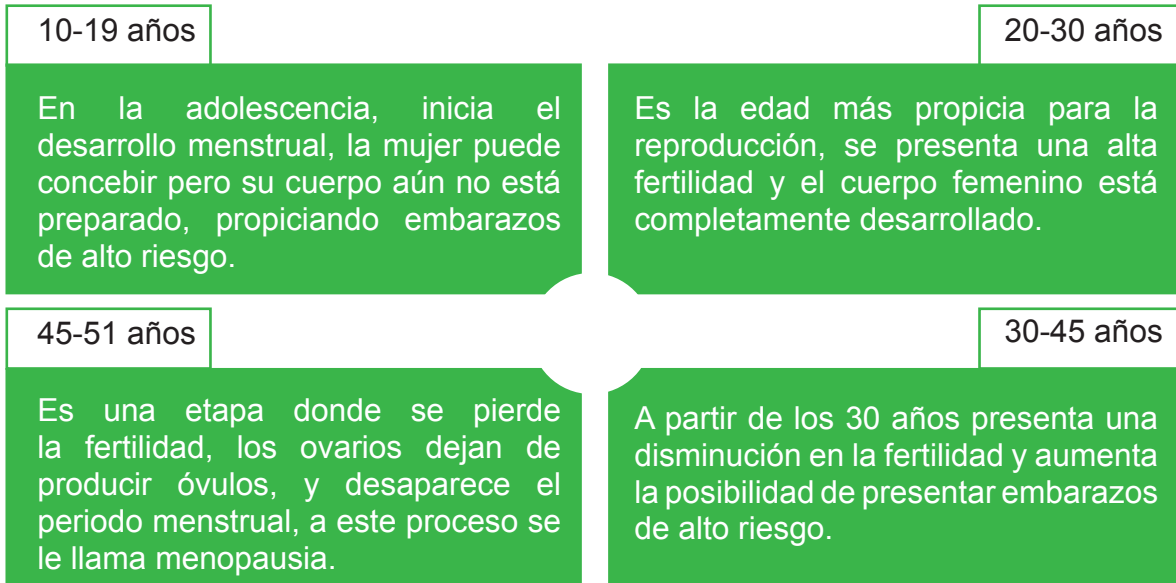 10-19 años
En la adolescencia, inicia el
desarrollo menstrual, la mujer puede
concebir pero su cuerpo aún no está
preparado, propiciando embarazos
de alto riesgo.
20-30 años
Es la edad más propicia para la
reproducción, se presenta una alta
fertilidad y el cuerpo femenino está
completamente desarrollado.
45-51 años
Es una etapa donde se pierde
la fertilidad, los ovarios dejan de
producir óvulos, y desaparece el
periodo menstrual, a este proceso se
le llama menopausia.
30-45 años
A partir de los 30 años presenta una
disminución en la fertilidad y aumenta
la posibilidad de presentar embarazos
de alto riesgo.